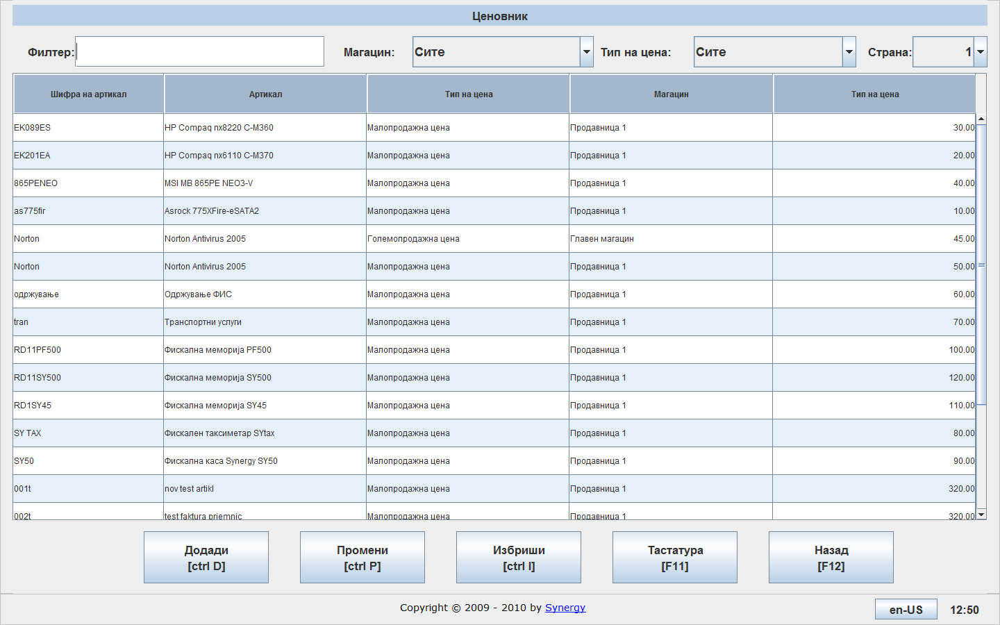 Ценовник
Филтер: Магацин: Сите Тип на цена: Сите Страна: 1
Шифра на артикал Артикал Тип на цена Магацин Тип на цена
EK089ES HP Compaq nx8220 C-M360 Малопродажна цена Продавница 1 30.00
EK201EA HP Compaq nx6110 C-M370 Малопродажна цена Продавница 1 20.00
865PENEO MSI MB 865PE NEO3-V Малопродажна цена Продавница 1 40.00
as775fir Asrock 775XFire-eSATA2 Малопродажна цена Продавница 1 10.00
Norton Norton Antivirus 2005 Големопродажна цена Главен магацин 45.00
Norton Norton Antivirus 2005 Малопродажна цена Продавница 1 50.00
одржување Одржување ФИС Малопродажна цена Продавница 1 60.00
tran Транспортни услуги Малопродажна цена Продавница 1 70.00
RD11PF500 Фискална меморија PF500 Малопродажна цена Продавница 1 100.00
RD11SY500 Фискална меморија SY500 Малопродажна цена Продавница 1 120.00
RD1SY45 Фискална меморија SY45 Малопродажна цена Продавница 1 110.00
SY TAX Фискален таксиметар SYtax Малопродажна цена Продавница 1 80.00
SY50 Фискална каса Synergy SY50 Малопродажна цена Продавница 1 90.00
001t nov test artikl Малопродажна цена Продавница 1 320.00
002t test faktura priemnic Малопродажна цена Продавница 1 320.00
Додади Промени Избриши Тастатура Назад
[ctrl D] [ctrl P] [ctrl I] [F11] [F12]
Copyright © 2009 - 2010 by Synergy en-US 12:50